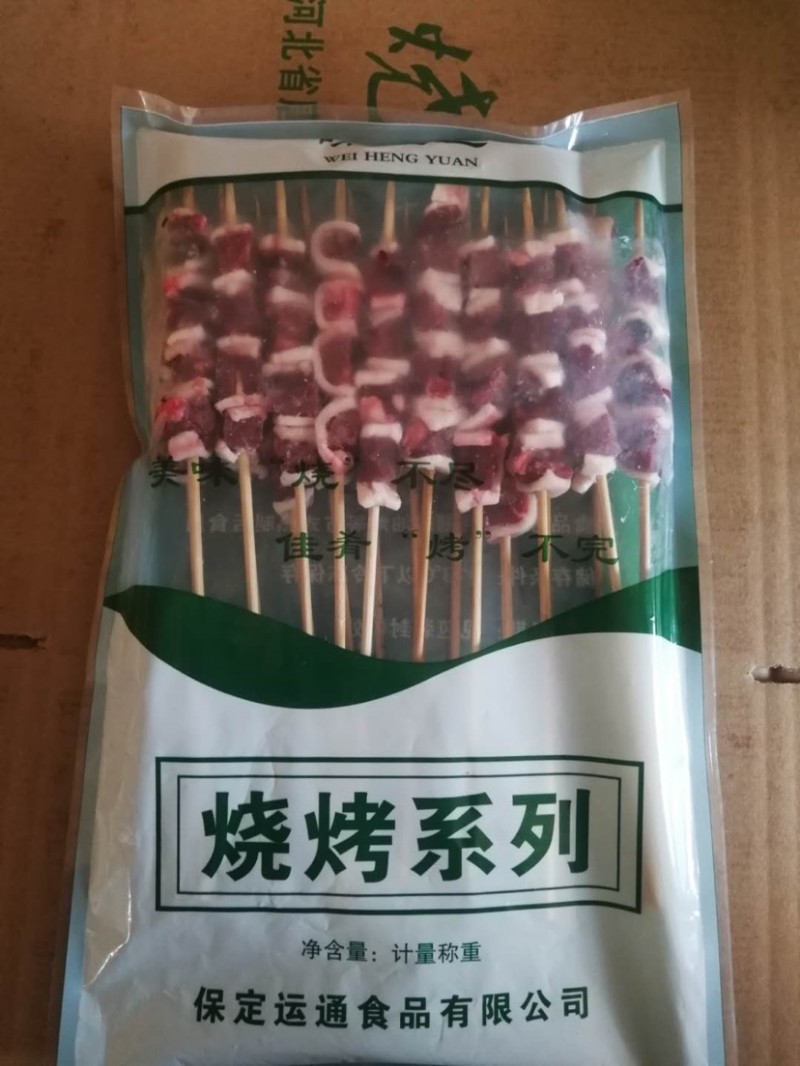 河北省
烧
WEI HENG YUAN
美味“烧”不尽
佳肴“烤”不完
烧烤系列
净含量：计量称重
保定运通食品有限公司